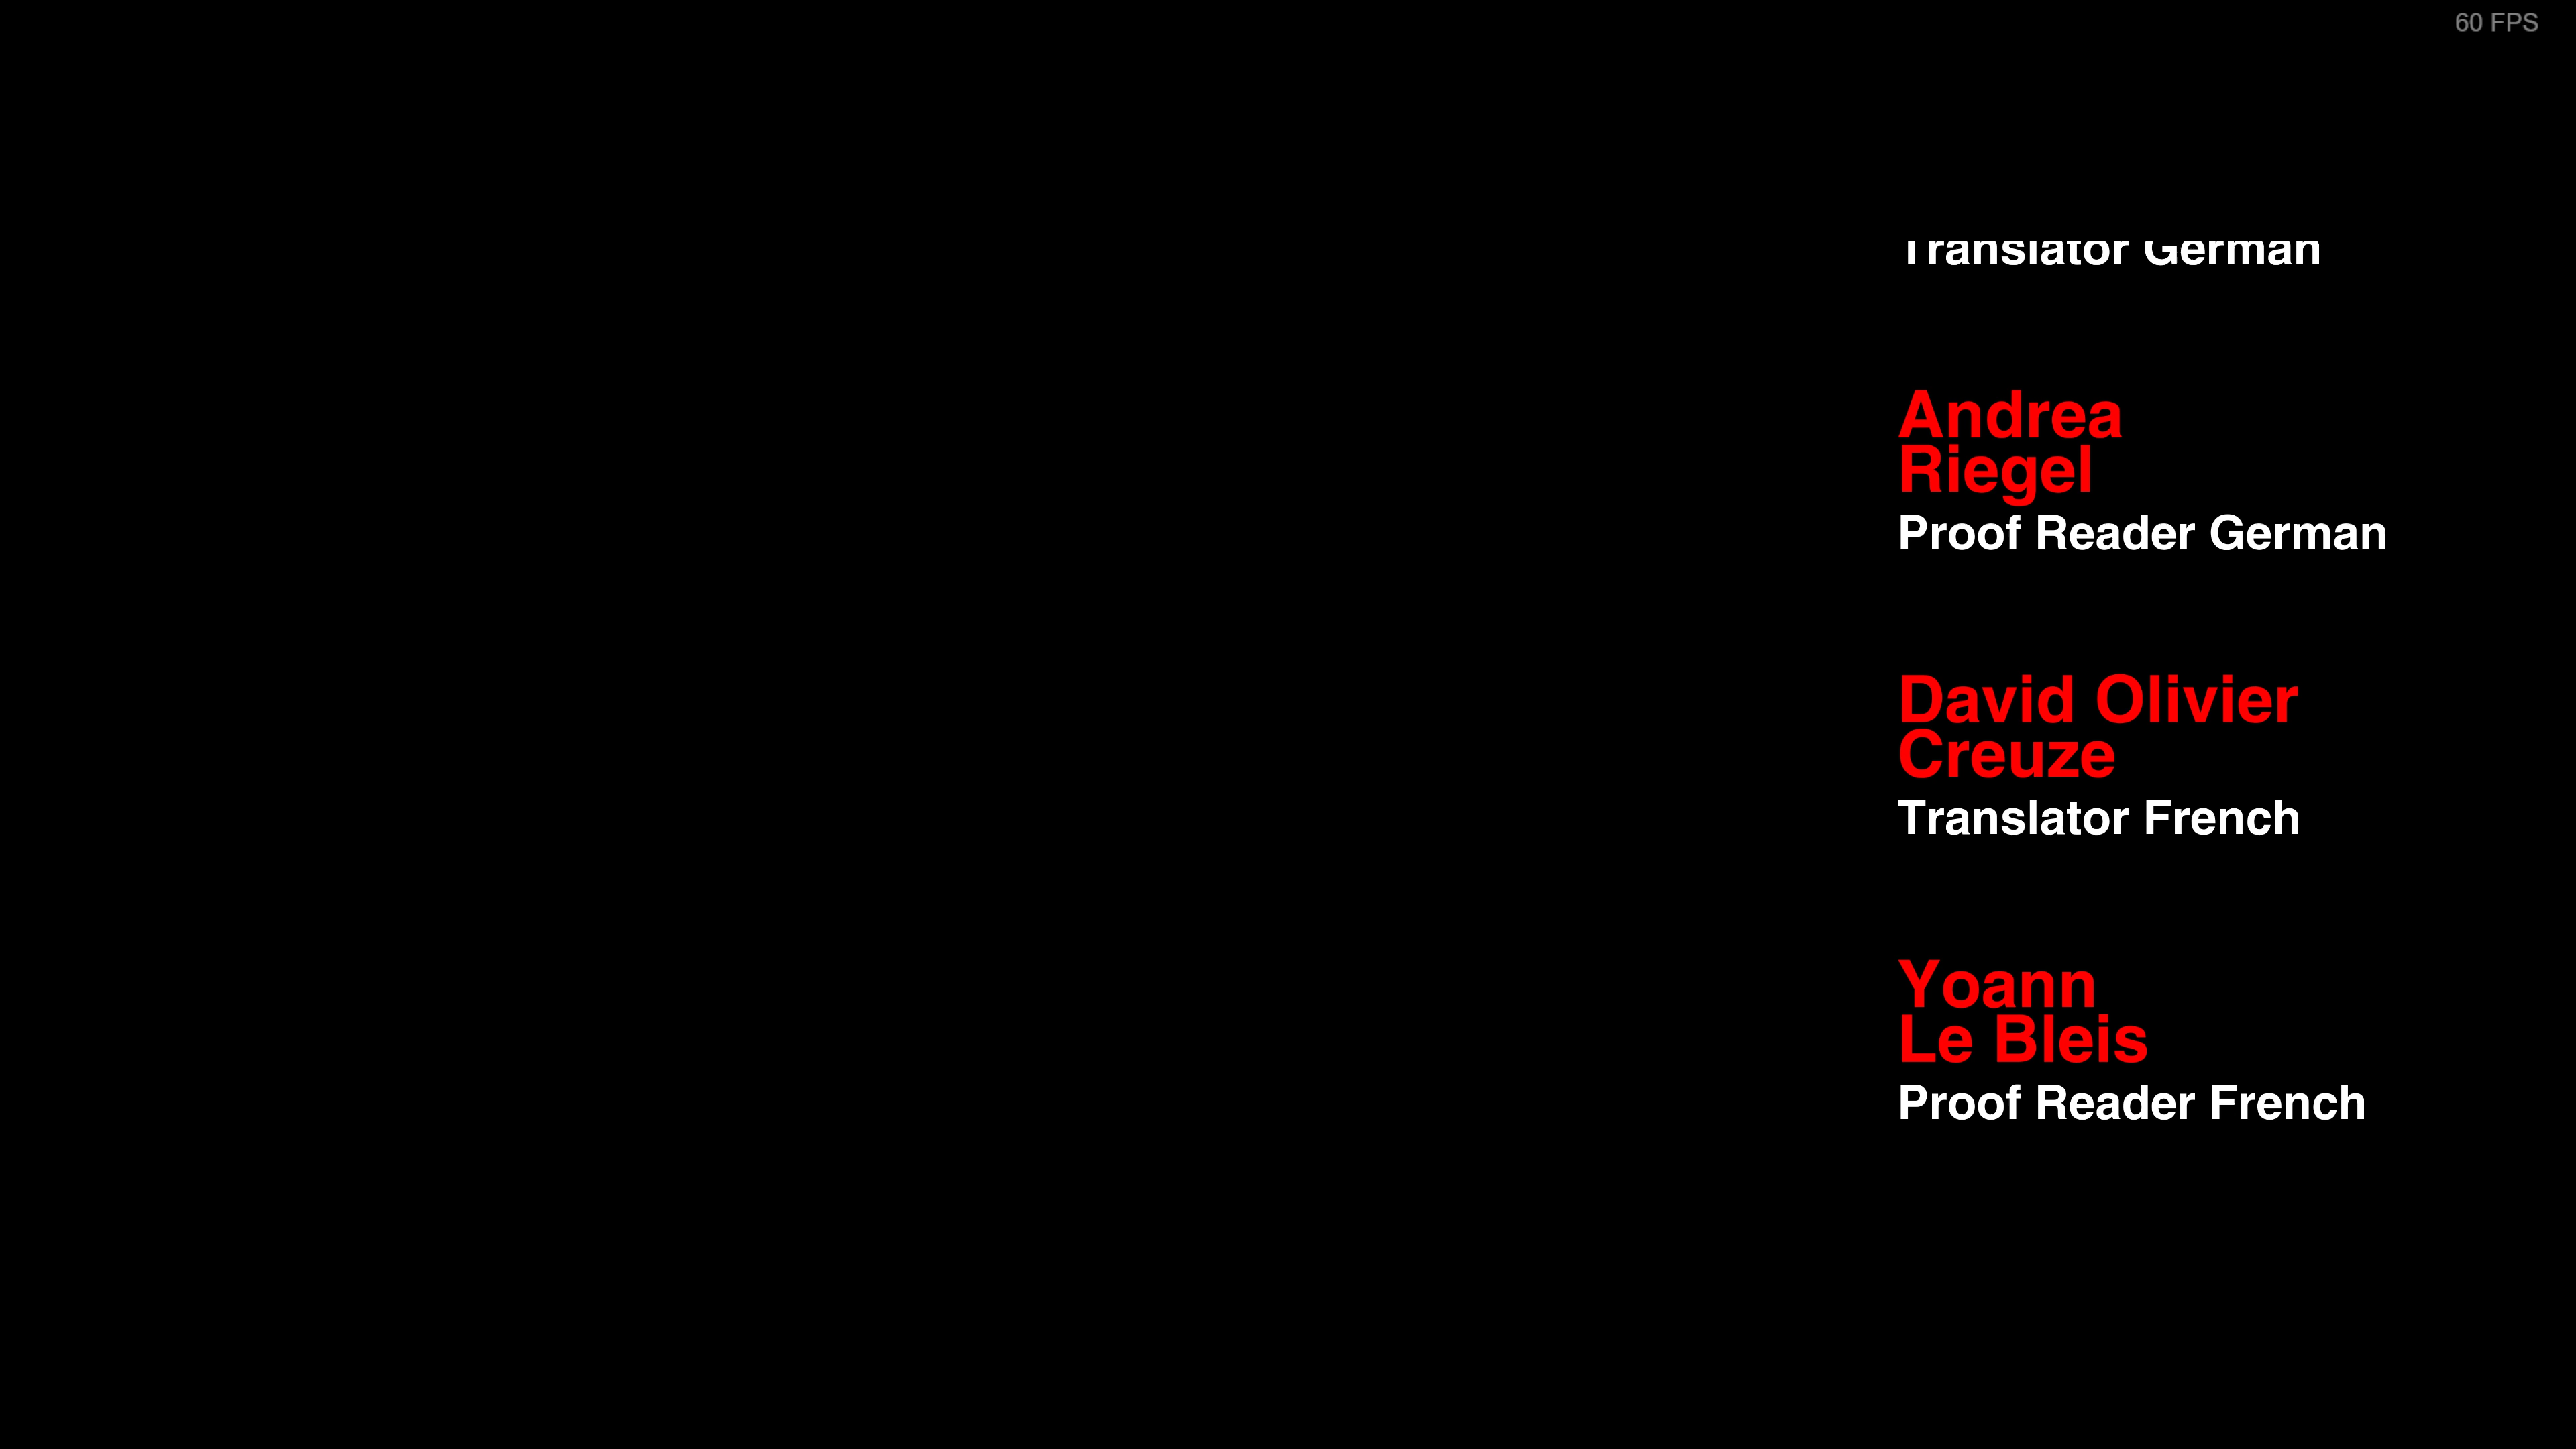 60 FPS
Translator German
Andrea
Riegel
Proof Reader German
David Olivier
Creuze
Translator French
Yoann
Le Bleis
Proof Reader French